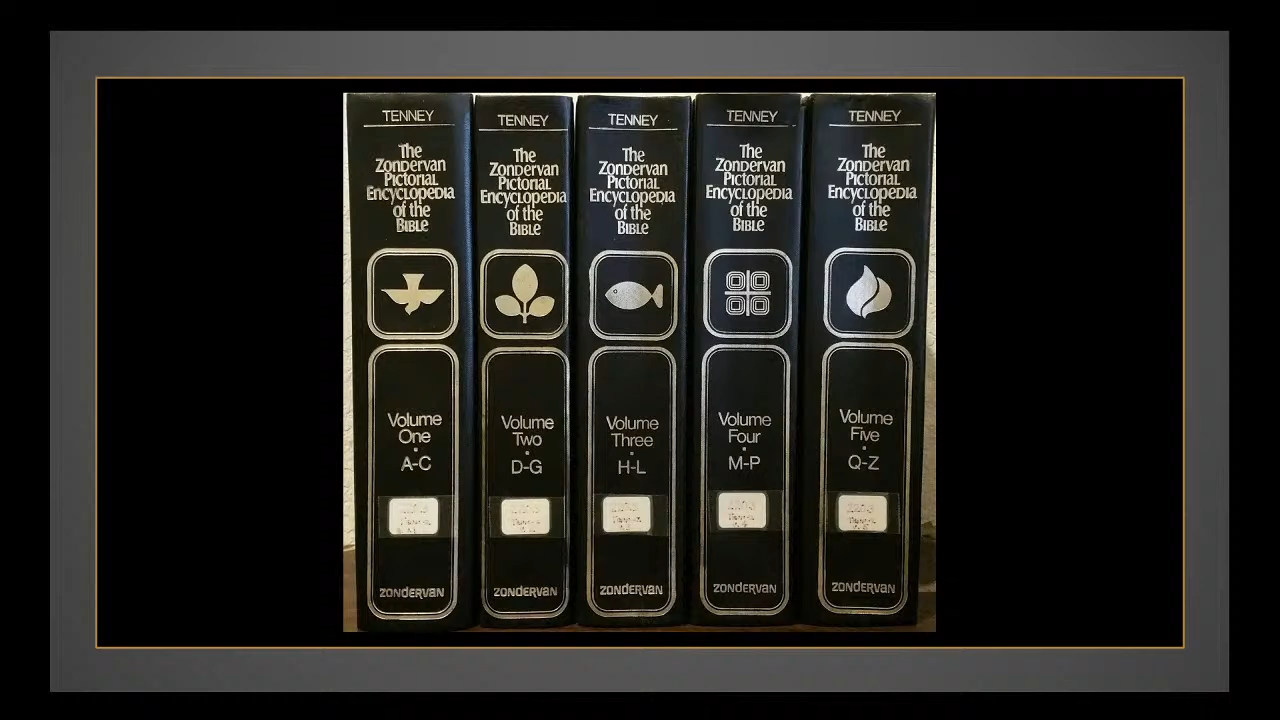 TENNEY
The
Zondervan
Pictorial
Encyclopedia
of the
Bible
Volume
One
A-C
ZONDERVAN
TENNEY
The
Zondervan
Pictorial
Encyclopedia
of the
Bible
Volume
Two
D-G
ZONDERVAN
TENNEY
The
Zondervan
Pictorial
Encyclopedia
of the
Bible
Volume
Three
H-L
ZONDERVAN
TENNEY
The
Zondervan
Pictorial
Encyclopedia
of the
Bible
Volume
Four
M-P
ZONDERVAN
TENNEY
The
Zondervan
Pictorial
Encyclopedia
of the
Bible
Volume
Five
Q-Z
ZONDERVAN